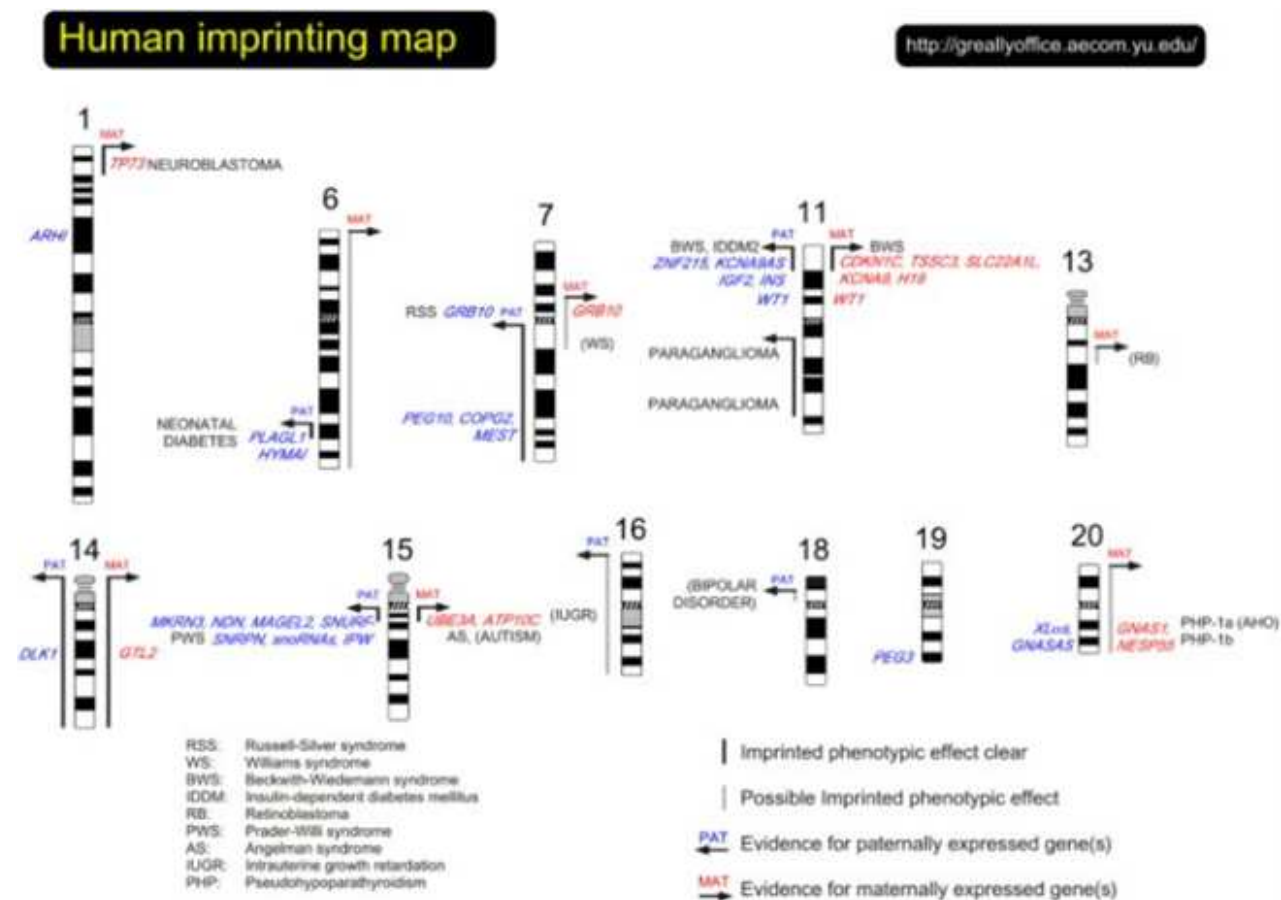 Human imprinting map
http://greallyoffice.aecom.yu.edu/
1
MAT
TP73 NEUROBLASTOMA
ARHI
6
MAT
NEONATAL
DIABETES
PAT
PLAGL1
HYMAI
7
MAT
GRB10
(WS)
RSS GRB10 PAT
PEG10, COPG2,
MEST
11
PAT
MAT
BWS, IDDM2
BWS
ZNF215, KCNA9AS
IGF2, INS
WT1
CDKN1C, TSSC3, SLC22A1L,
KCNA9, H19
WT1
PARAGANGLIOMA
PARAGANGLIOMA
13
MAT
(RB)
14
PAT
MAT
DLK1
GTL2
15
PAT
MAT
MKRN3, NDN, MAGEL2, SNURF,
PWS SNRPN, snoRNAs, IPW
UBE3A, ATP10C
AS, (AUTISM)
16
PAT
(IUGR)
18
PAT
(BIPOLAR
DISORDER)
19
PEG3
20
MAT
XLαs,
GNASAS
GNAS1,
NESP55
PHP-1a (AHO)
PHP-1b
RSS: Russell-Silver syndrome
WS: Williams syndrome
BWS: Beckwith-Wiedemann syndrome
IDDM: Insulin-dependent diabetes mellitus
RB: Retinoblastoma
PWS: Prader-Willi syndrome
AS: Angelman syndrome
IUGR: Intrauterine growth retardation
PHP: Pseudohypoparathyroidism
Imprinted phenotypic effect clear
Possible Imprinted phenotypic effect
PAT Evidence for paternally expressed gene(s)
MAT Evidence for maternally expressed gene(s)